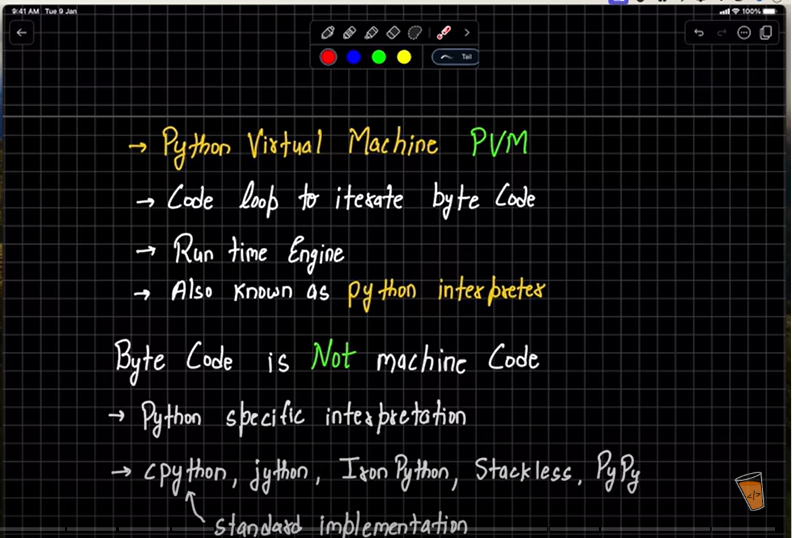 9:41 AM Tue 9 Jan
100%
Tail
→ Python Virtual Machine PVM
→ Code loop to iterate byte Code
→ Run time Engine
→ Also known as python interpreter
Byte Code is Not machine Code
→ Python specific interpretation
→ cpython, jython, Iron Python, Stackless, PyPy
standard implementation